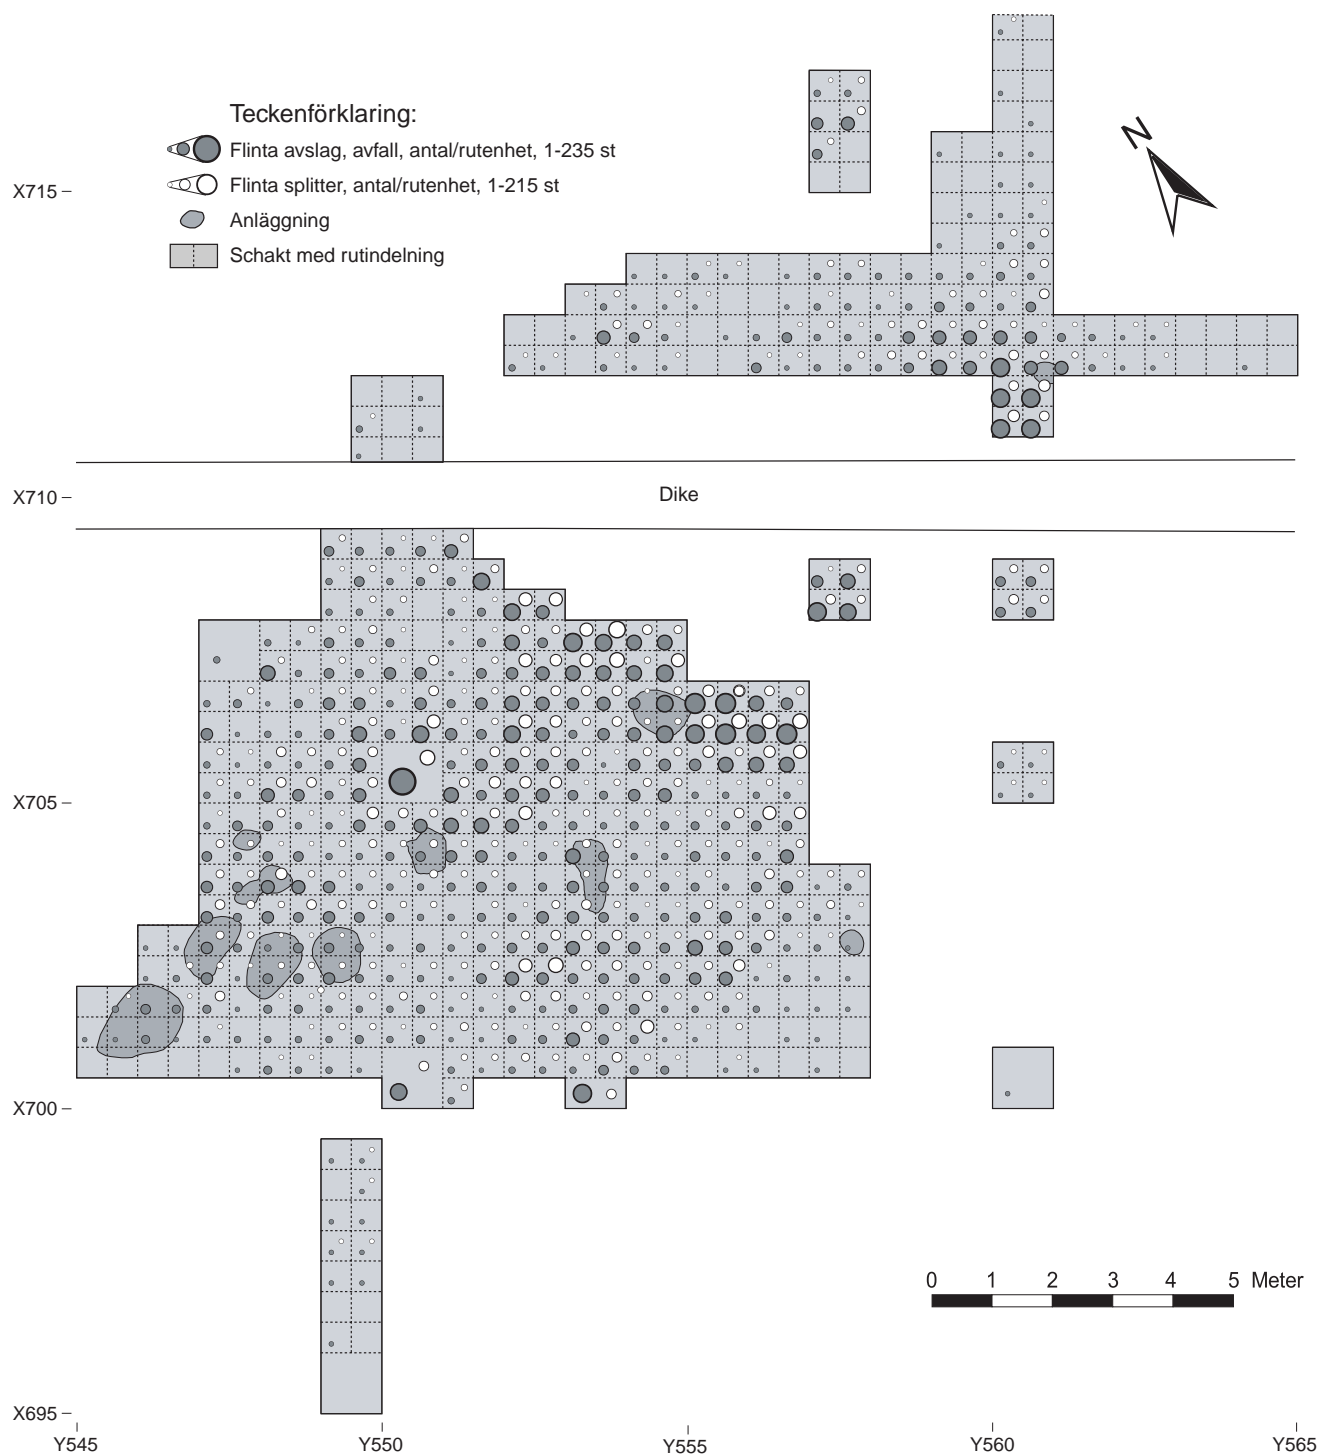 Teckenförklaring:
Flinta avslag, avfall, antal/rutenhet, 1-235 st
Flinta splitter, antal/rutenhet, 1-215 st
Anläggning
Schakt med rutindelning
N
X715
X710
Dike
X705
X700
0 1 2 3 4 5 Meter
X695
Y545 Y550 Y555 Y560 Y565